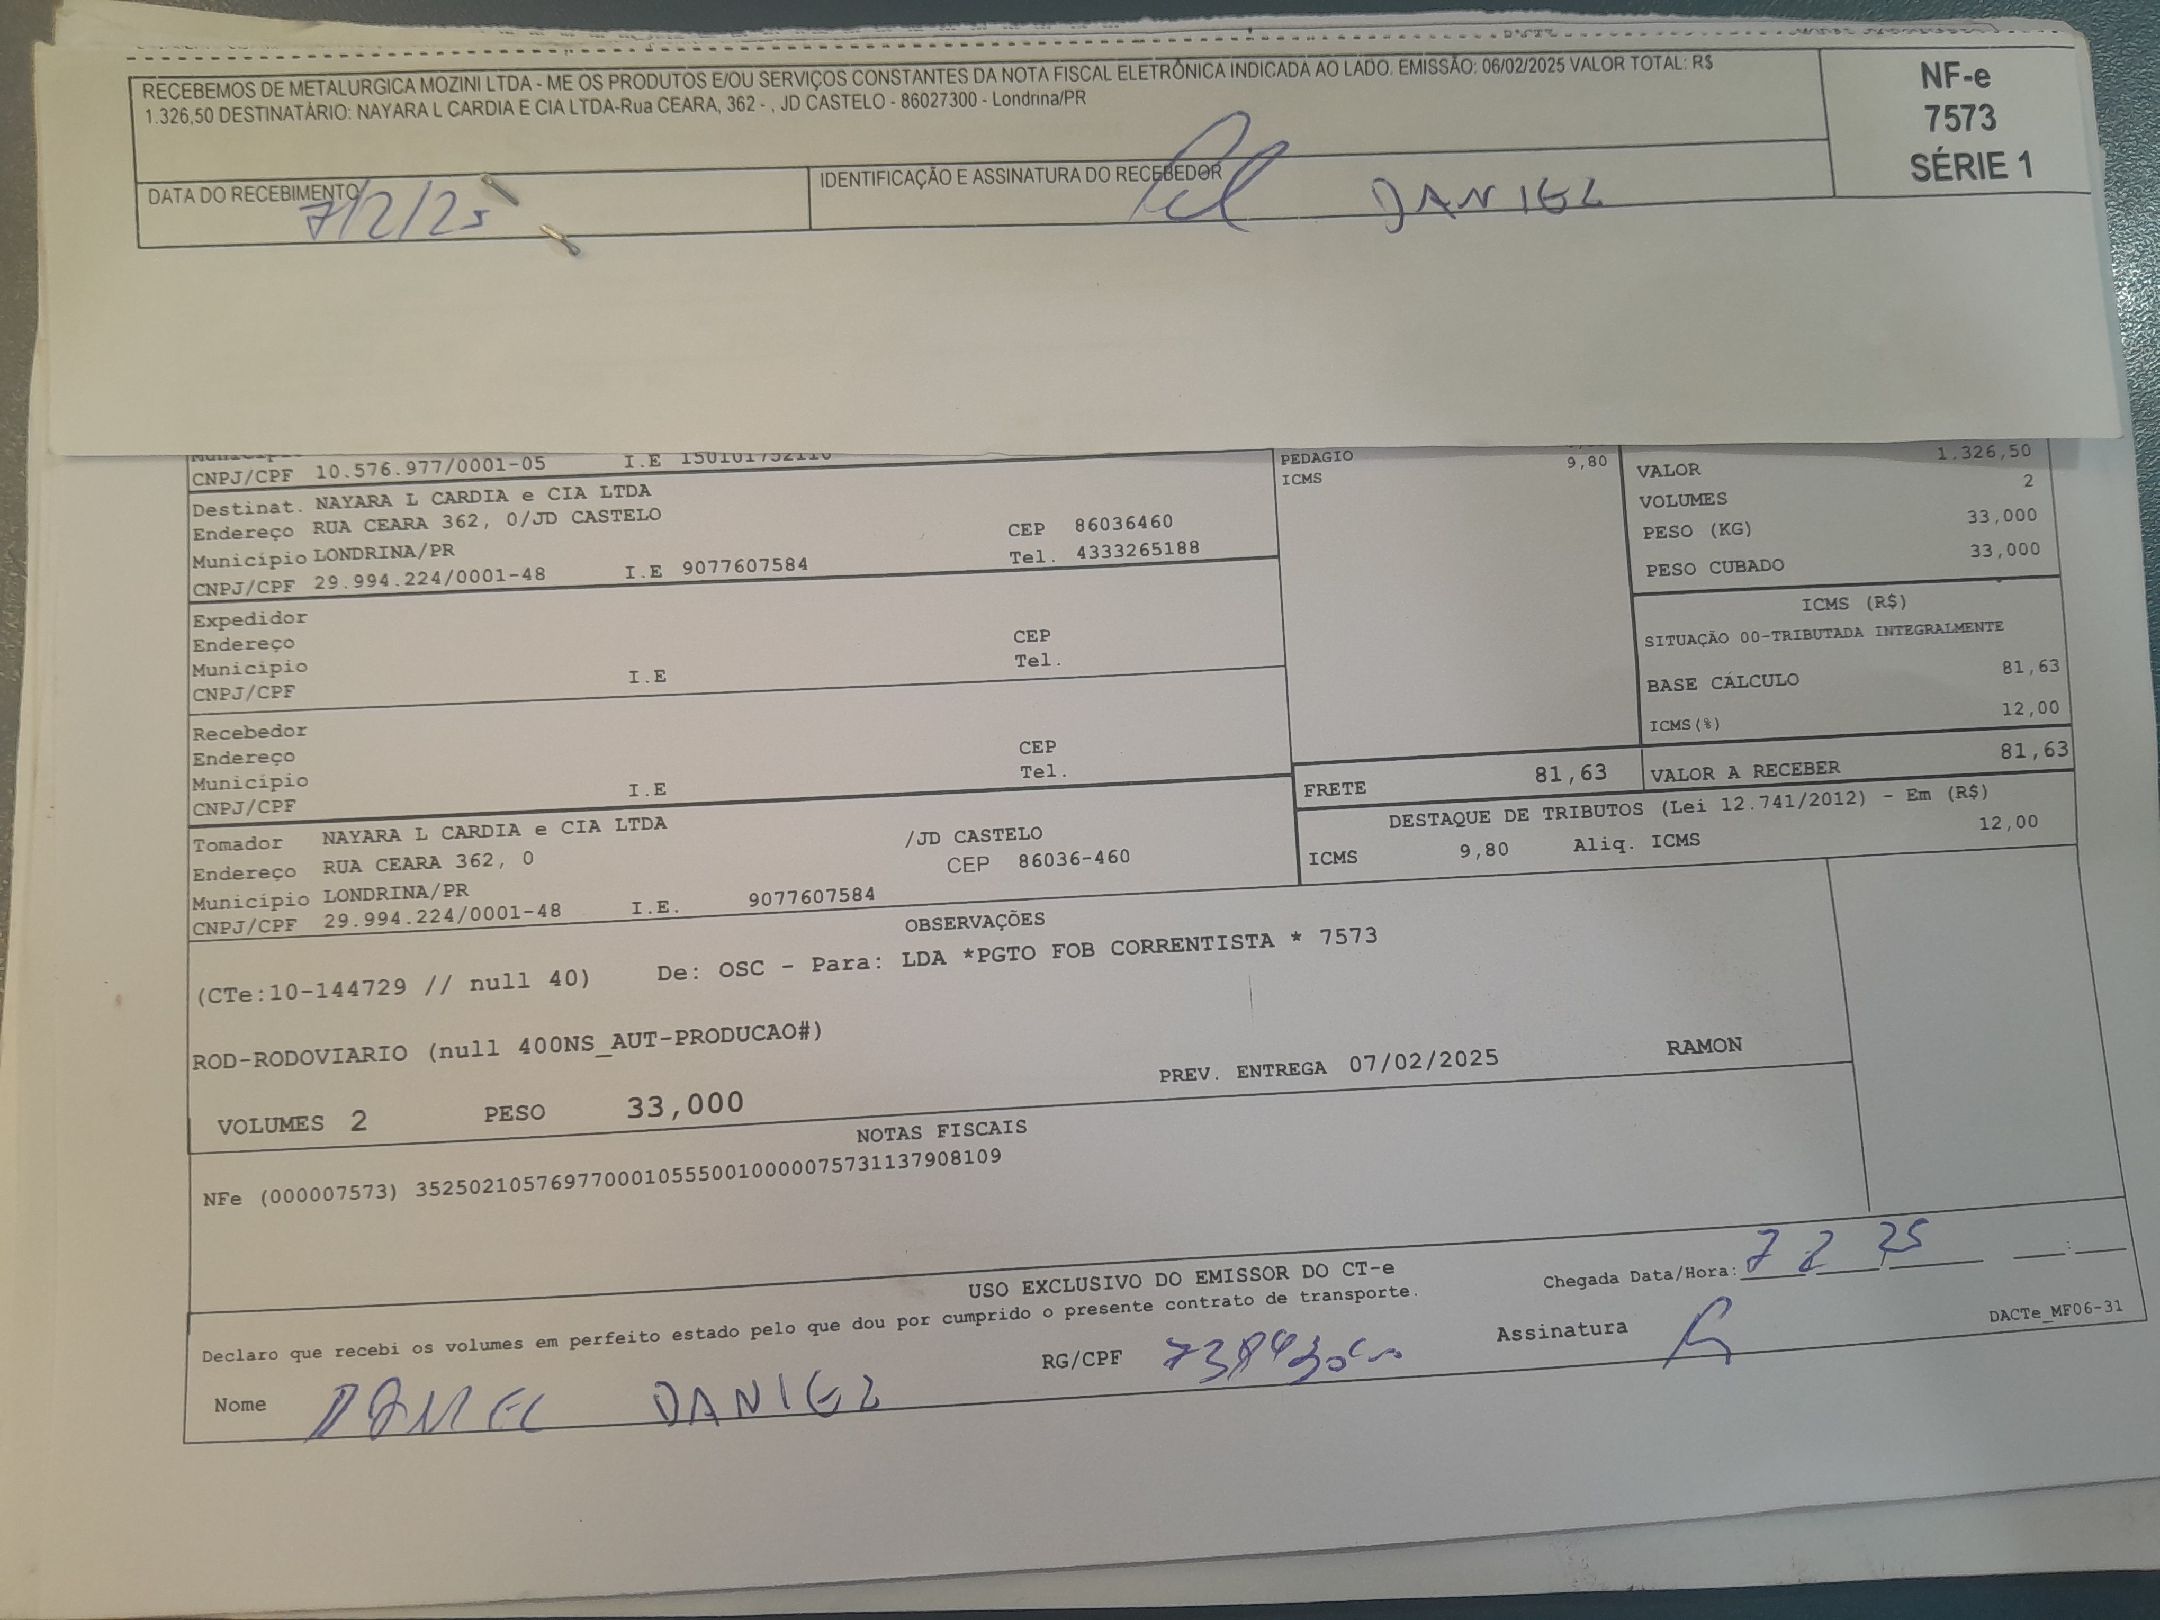 RECEBEMOS DE METALURGICA MOZINI LTDA - ME OS PRODUTOS E/OU SERVIÇOS CONSTANTES DA NOTA FISCAL ELETRÔNICA INDICADA AO LADO. EMISSÃO: 06/02/2025 VALOR TOTAL: R$
1.326,50 DESTINATÁRIO: NAYARA L CARDIA E CIA LTDA-Rua CEARA, 362 - , JD CASTELO - 86027300 - Londrina/PR
NF-e
7573
SÉRIE 1
DATA DO RECEBIMENTO 7/2/25
IDENTIFICAÇÃO E ASSINATURA DO RECEBEDOR DANIEL
CNPJ/CPF 10.576.977/0001-05 I.E 150101752110
Destinat. NAYARA L CARDIA e CIA LTDA
Endereço RUA CEARA 362, 0/JD CASTELO CEP 86036460
Município LONDRINA/PR Tel. 4333265188
CNPJ/CPF 29.994.224/0001-48 I.E 9077607584
Expedidor
Endereço CEP
Município Tel.
CNPJ/CPF I.E
Recebedor
Endereço CEP
Município Tel.
CNPJ/CPF I.E
Tomador NAYARA L CARDIA e CIA LTDA /JD CASTELO
Endereço RUA CEARA 362, 0 CEP 86036-460
Município LONDRINA/PR
CNPJ/CPF 29.994.224/0001-48 I.E. 9077607584
PEDAGIO
ICMS 9,80
VALOR 1.326,50
VOLUMES 2
PESO (KG) 33,000
PESO CUBADO 33,000
ICMS (R$)
SITUAÇÃO 00-TRIBUTADA INTEGRALMENTE
BASE CÁLCULO 81,63
ICMS(%) 12,00
FRETE 81,63 VALOR A RECEBER 81,63
DESTAQUE DE TRIBUTOS (Lei 12.741/2012) - Em (R$)
ICMS 9,80 Aliq. ICMS 12,00
OBSERVAÇÕES
(CTe:10-144729 // null 40) De: OSC - Para: LDA *PGTO FOB CORRENTISTA * 7573
ROD-RODOVIARIO (null 400NS_AUT-PRODUCAO#)
PREV. ENTREGA 07/02/2025 RAMON
VOLUMES 2 PESO 33,000
NOTAS FISCAIS
NFe (000007573) 35250210576977000105550010000075731137908109
USO EXCLUSIVO DO EMISSOR DO CT-e
Declaro que recebi os volumes em perfeito estado pelo que dou por cumprido o presente contrato de transporte.
Chegada Data/Hora: 7 2 25 :
Nome DANIEL DANIEL RG/CPF Assinatura
DACTe_MF06-31